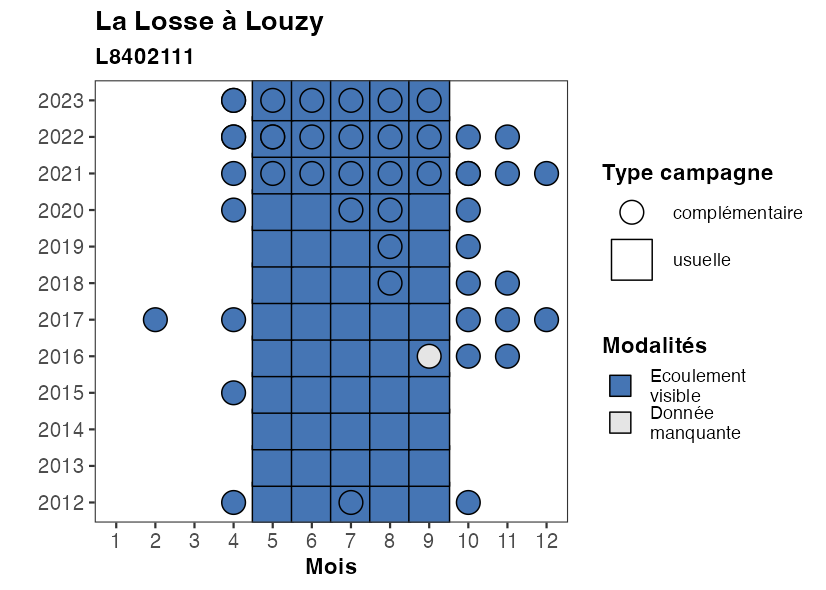 La Losse à Louzy
L8402111
2023
2022
2021
2020
2019
2018
2017
2016
2015
2014
2013
2012
1 2 3 4 5 6 7 8 9 10 11 12
Mois
Type campagne
complémentaire
usuelle
Modalités
Ecoulement
visible
Donnée
manquante